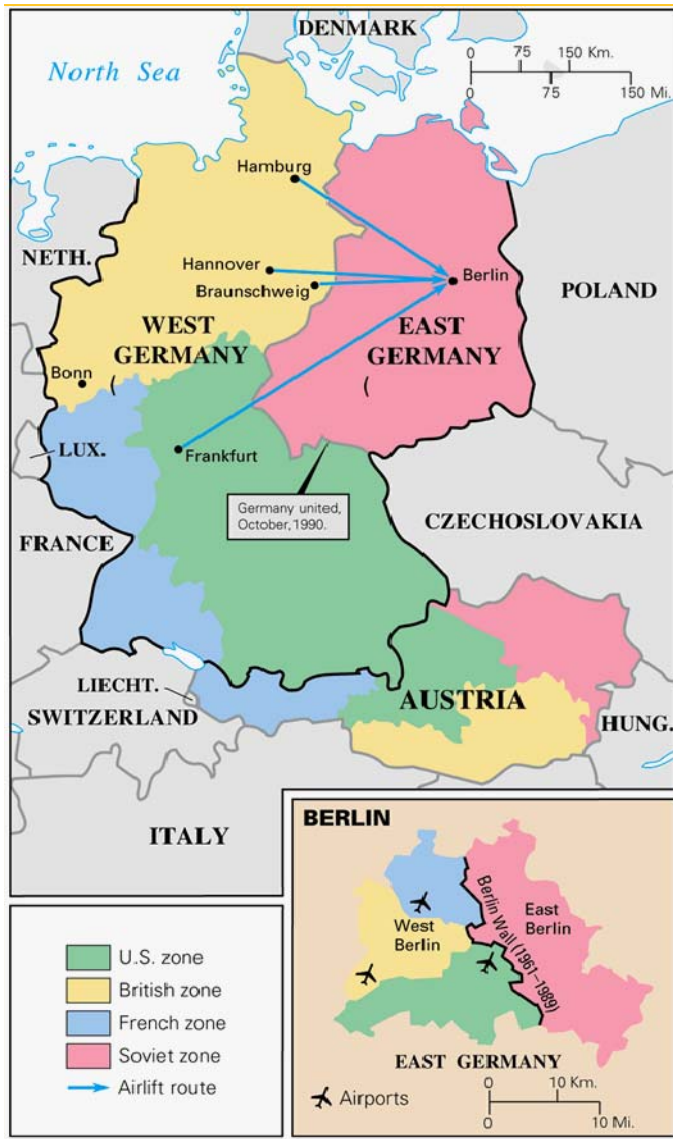 DENMARK
North Sea
0 75 150 Km.
0 75 150 Mi.
Hamburg
NETH.
Hannover
Braunschweig
Berlin
POLAND
WEST
GERMANY
EAST
GERMANY
Bonn
LUX.
Frankfurt
Germany united,
October, 1990.
CZECHOSLOVAKIA
FRANCE
LIECHT.
SWITZERLAND
AUSTRIA
HUNG.
ITALY
BERLIN
West
Berlin
East
Berlin
Berlin Wall (1961–1989)
EAST GERMANY
Airports
0 10 Km.
0 10 Mi.
U.S. zone
British zone
French zone
Soviet zone
Airlift route